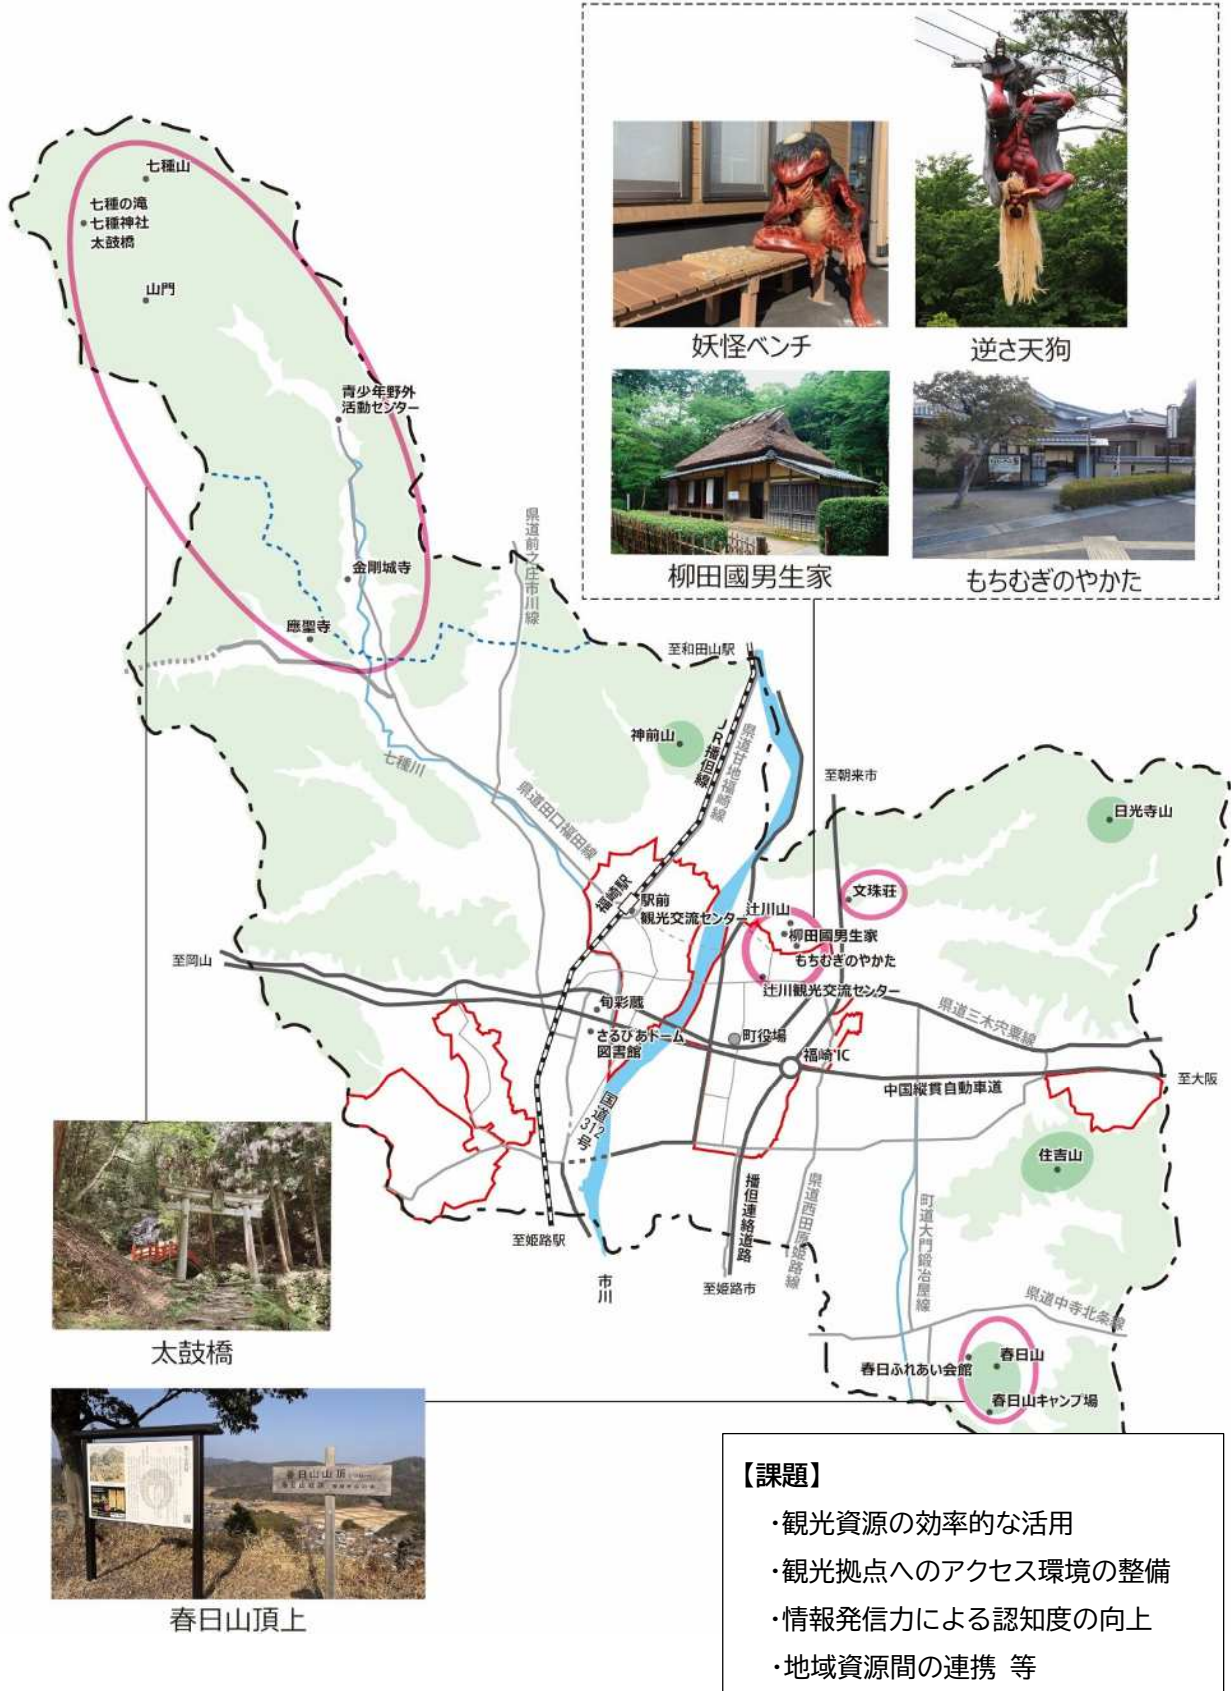 妖怪ベンチ
逆さ天狗
柳田國男生家
もちむぎのやかた
七種山
七種の滝
七種神社
太鼓橋
山門
青少年野外
活動センター
県道前之庄市川線
金剛城寺
應聖寺
至和田山駅
神前山
JR播但線
県道甘地福崎線
七種川
至朝来市
県道田口福田線
日光寺山
福崎駅
駅前
観光交流センター
文珠荘
辻川山
柳田國男生家
もちむぎのやかた
至岡山
辻川観光交流センター
旬彩蔵
県道三木宍粟線
さるびあドーム
図書館
町役場
福崎IC
中国縦貫自動車道
至大阪
国道312号
住吉山
播但連絡道路
県道西田原姫路線
町道大門鍛冶屋線
至姫路駅
市川
至姫路市
県道中寺北条線
太鼓橋
春日ふれあい会館
春日山
春日山キャンプ場
春日山山頂
春日山頂上
【課題】
・観光資源の効率的な活用
・観光拠点へのアクセス環境の整備
・情報発信力による認知度の向上
・地域資源間の連携 等